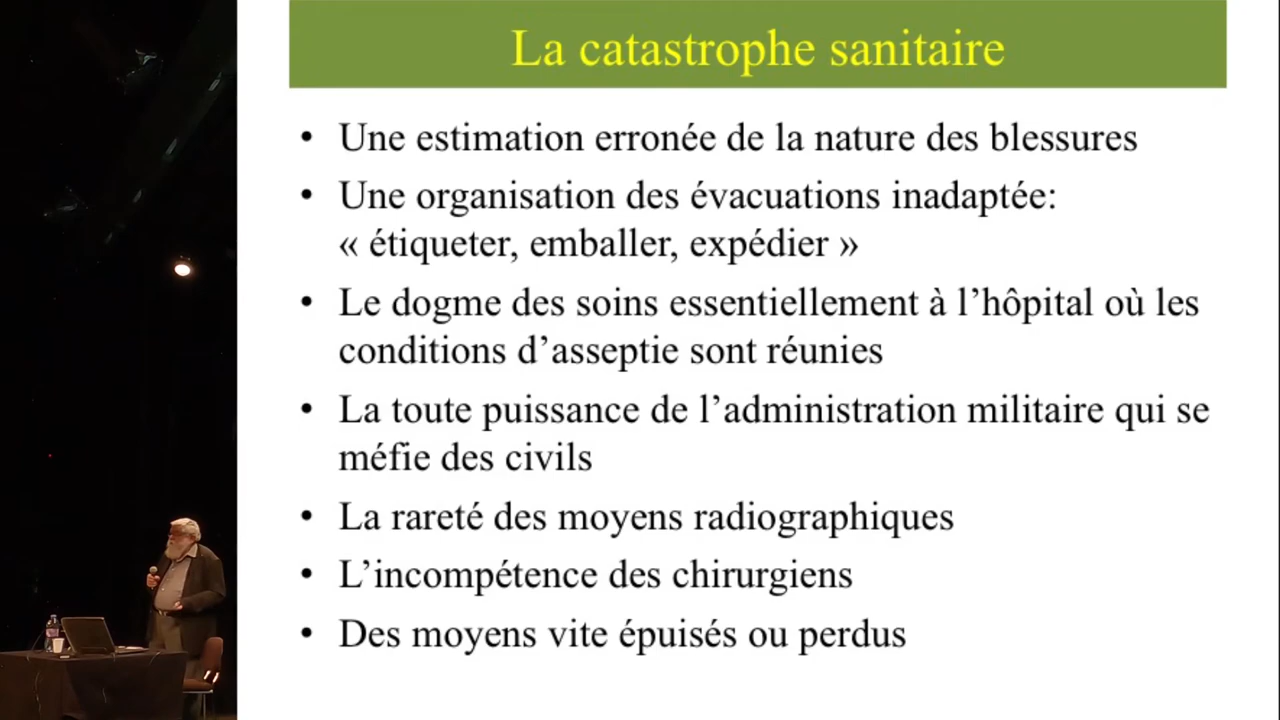 La catastrophe sanitaire
• Une estimation erronée de la nature des blessures
• Une organisation des évacuations inadaptée:
« étiqueter, emballer, expédier »
• Le dogme des soins essentiellement à l’hôpital où les
conditions d’asseptie sont réunies
• La toute puissance de l’administration militaire qui se
méfie des civils
• La rareté des moyens radiographiques
• L’incompétence des chirurgiens
• Des moyens vite épuisés ou perdus